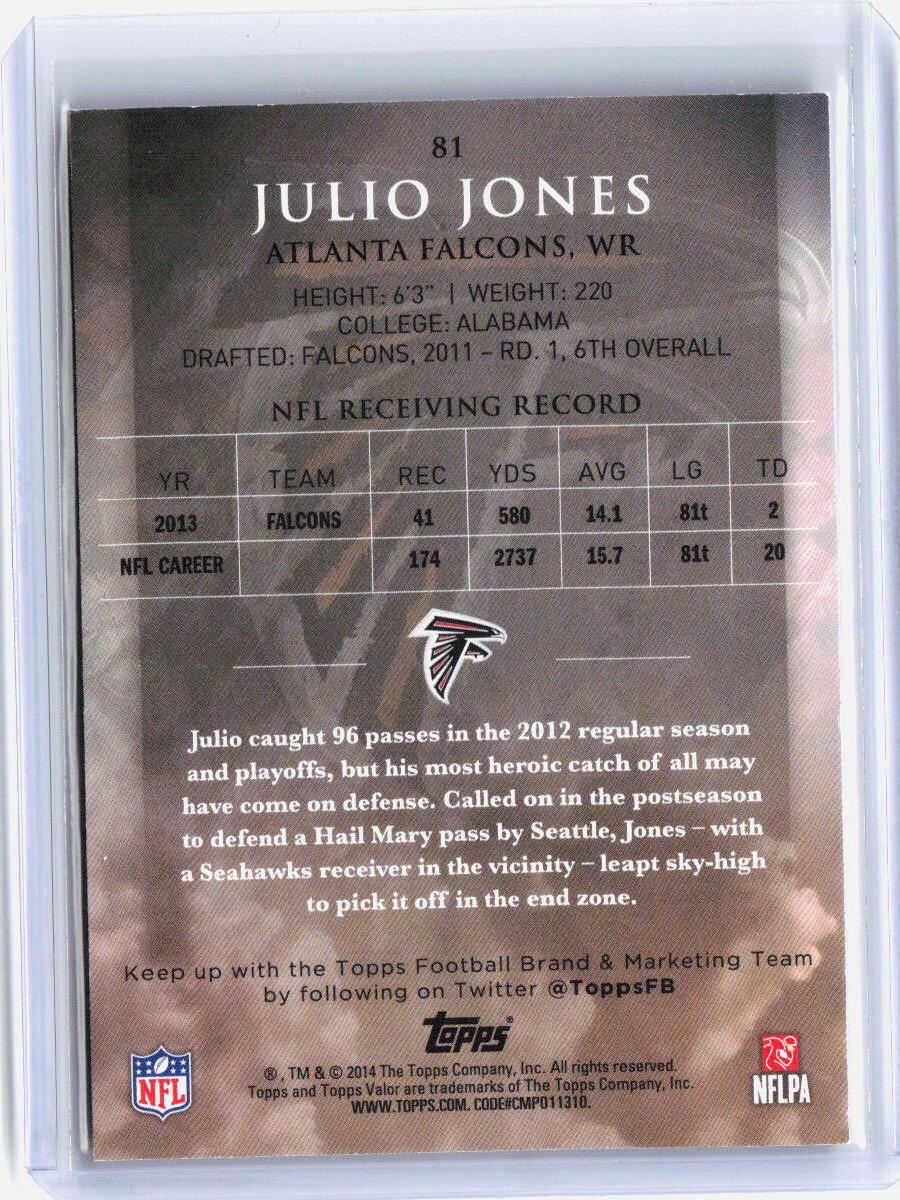 81
JULIO JONES
ATLANTA FALCONS, WR
HEIGHT: 6'3" | WEIGHT: 220
COLLEGE: ALABAMA
DRAFTED: FALCONS, 2011 – RD. 1, 6TH OVERALL
NFL RECEIVING RECORD
YR TEAM REC YDS AVG LG TD
2013 FALCONS 41 580 14.1 81t 2
NFL CAREER 174 2737 15.7 81t 20
Julio caught 96 passes in the 2012 regular season
and playoffs, but his most heroic catch of all may
have come on defense. Called on in the postseason
to defend a Hail Mary pass by Seattle, Jones – with
a Seahawks receiver in the vicinity – leapt sky-high
to pick it off in the end zone.
Keep up with the Topps Football Brand & Marketing Team
by following on Twitter @ToppsFB
Topps®
®, TM & © 2014 The Topps Company, Inc. All rights reserved.
Topps and Topps Valor are trademarks of The Topps Company, Inc.
WWW.TOPPS.COM. CODE#CMP011310.
NFL
NFLPA